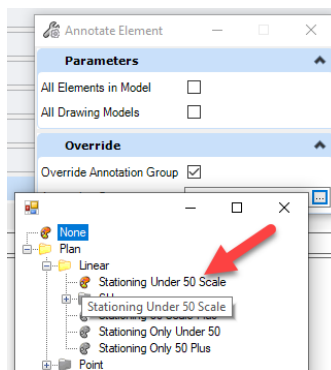 Annotate Element
Parameters
All Elements in Model
All Drawing Models
Override
Override Annotation Group
...
None
Plan
Linear
Stationing Under 50 Scale
Stationing Under 50 Scale
Stationing Only Under 50
Stationing Only 50 Plus
Point